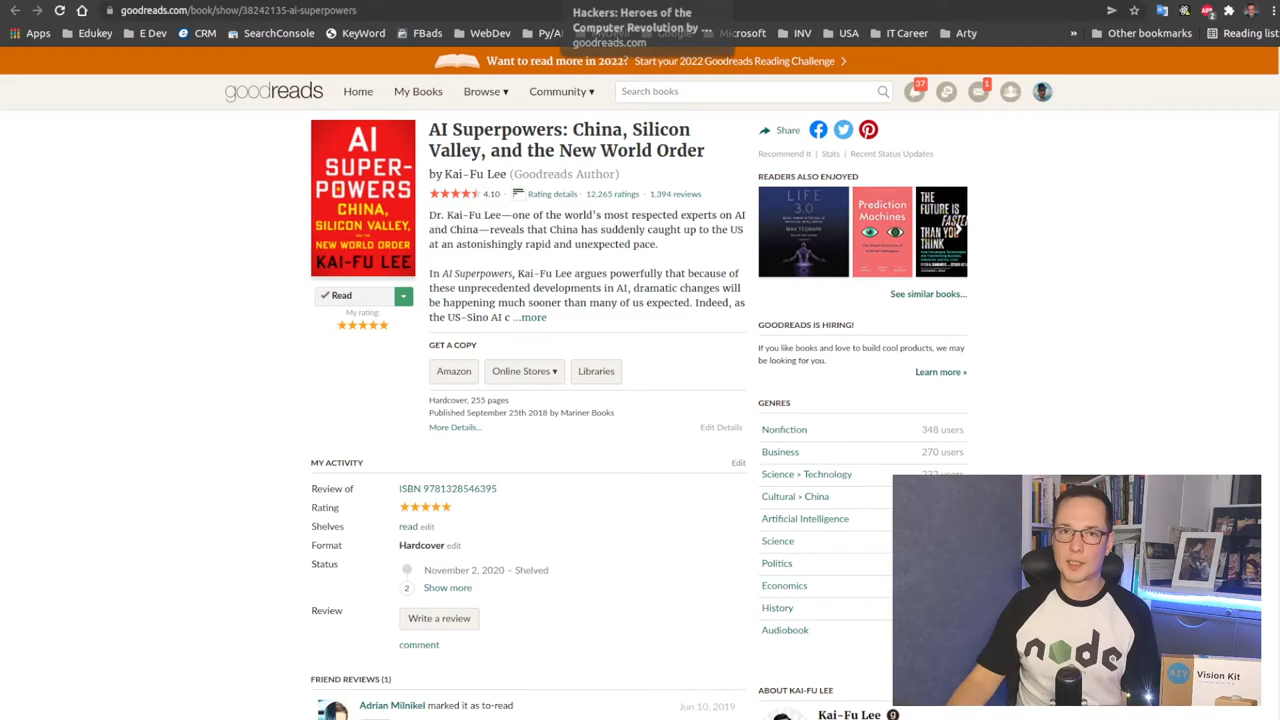 Hackers: Heroes of the
Computer Revolution by ...
goodreads.com
goodreads.com/book/show/38242135-ai-superpowers
Apps
Edukey
E CRM
SearchConsole
KeyWord
FBads
WebDev
Py/AI
Microsoft
INV
USA
IT Career
Arty
»
Other bookmarks
Reading list
Want to read more in 2022? Start your 2022 Goodreads Reading Challenge
goodreads
Home
My Books
Browse ▾
Community ▾
Search books
37
1
AI
SUPER-
POWERS
CHINA,
SILICON VALLEY,
NEW WORLD ORDER
KAI-FU LEE
Read
My rating:
AI Superpowers: China, Silicon
Valley, and the New World Order
by Kai-Fu Lee (Goodreads Author)
4.10 · Rating details · 12,265 ratings · 1,394 reviews
Dr. Kai-Fu Lee—one of the world's most respected experts on AI
and China—reveals that China has suddenly caught up to the US
at an astonishingly rapid and unexpected pace.
In AI Superpowers, Kai-Fu Lee argues powerfully that because of
these unprecedented developments in AI, dramatic changes will
be happening much sooner than many of us expected. Indeed, as
the US-Sino AI c ...more
GET A COPY
Amazon
Online Stores ▾
Libraries
Hardcover, 255 pages
Published September 25th 2018 by Mariner Books
More Details...
Edit Details
MY ACTIVITY
Edit
Review of
ISBN 9781328546395
Rating
Shelves
read edit
Format
Hardcover edit
Status
November 2, 2020 – Shelved
2
Show more
Review
Write a review
comment
FRIEND REVIEWS (1)
Adrian Milnikel marked it as to-read
Jun 10, 2019
Share
Recommend It | Stats | Recent Status Updates
READERS ALSO ENJOYED
LIFE
3.0
MAX TEGMARK
Prediction
Machines
THE
FUTURE IS
FASTER
THAN YOU
THINK
See similar books...
GOODREADS IS HIRING!
If you like books and love to build cool products, we may
be looking for you.
Learn more »
GENRES
Nonfiction
348 users
Business
270 users
Science > Technology
Cultural > China
Artificial Intelligence
Science
Politics
Economics
History
Audiobook
ABOUT KAI-FU LEE
Kai-Fu Lee
node
AIY
Vision Kit